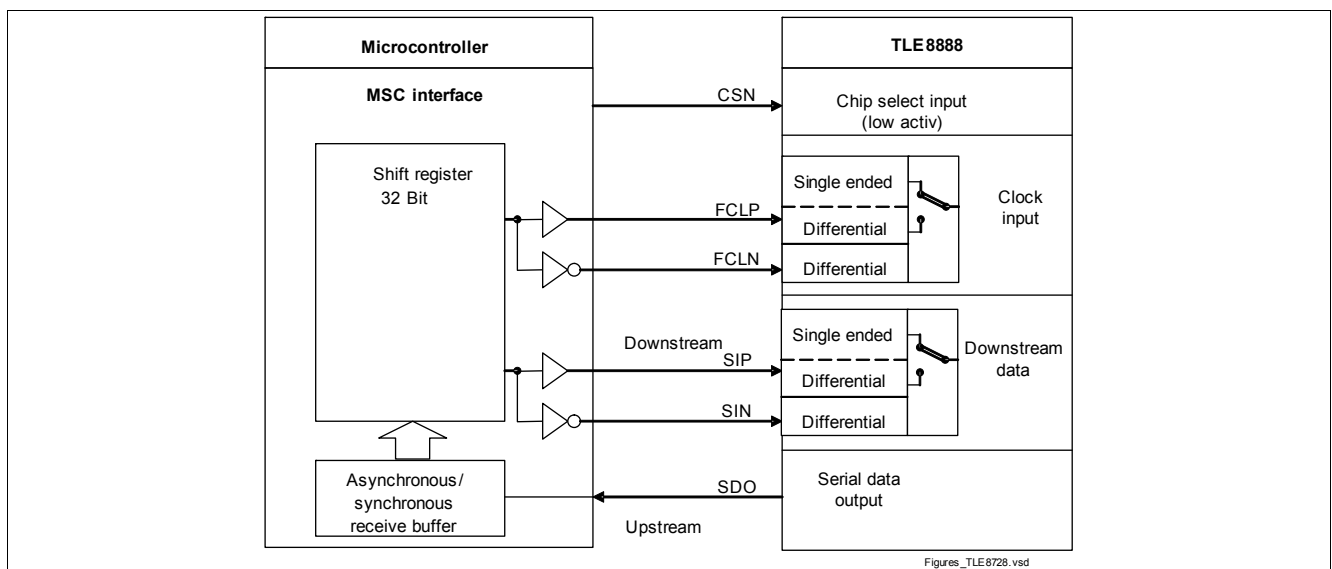 Microcontroller
TLE8888
MSC interface
CSN
Chip select input
(low activ)
Shift register
32 Bit
FCLP
FCLN
Single ended
Differential
Differential
Clock
input
Downstream
SIP
SIN
Single ended
Differential
Differential
Downstream
data
Asynchronous/
synchronous
receive buffer
SDO
Upstream
Serial data
output
Figures_TLE8728.vsd